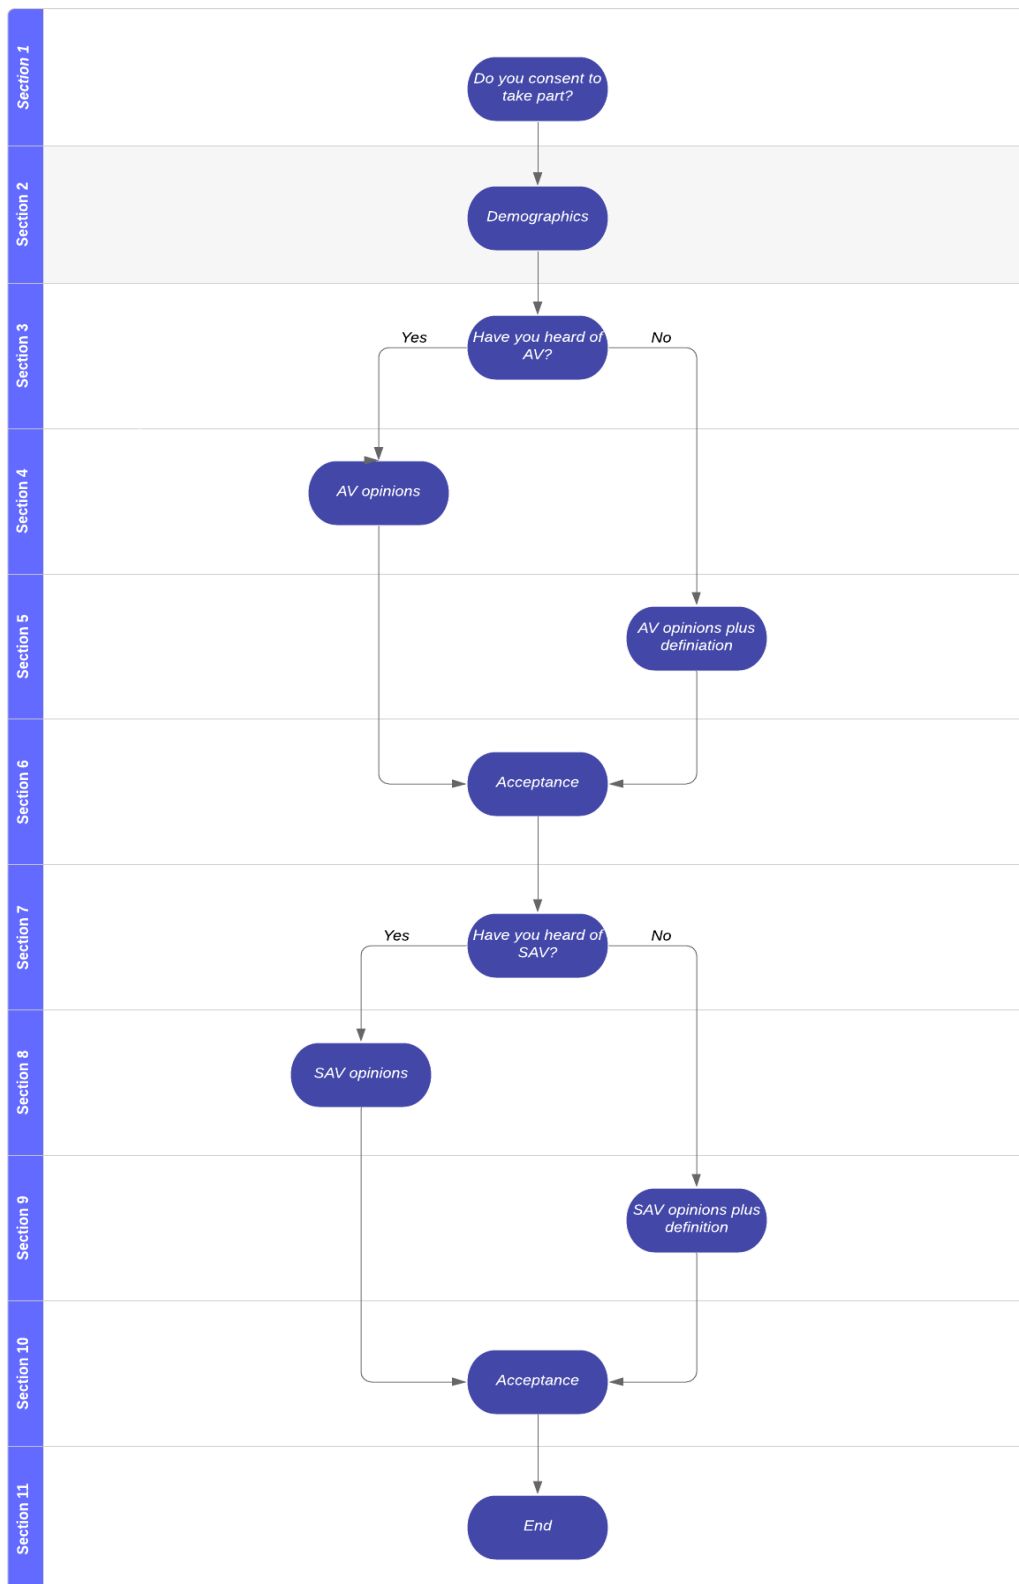 Section 1
Do you consent to
take part?
Section 2
Demographics
Section 3
Have you heard of
AV?
Yes
No
Section 4
AV opinions
Section 5
AV opinions plus
definiation
Section 6
Acceptance
Section 7
Have you heard of
SAV?
Yes
No
Section 8
SAV opinions
Section 9
SAV opinions plus
definition
Section 10
Acceptance
Section 11
End